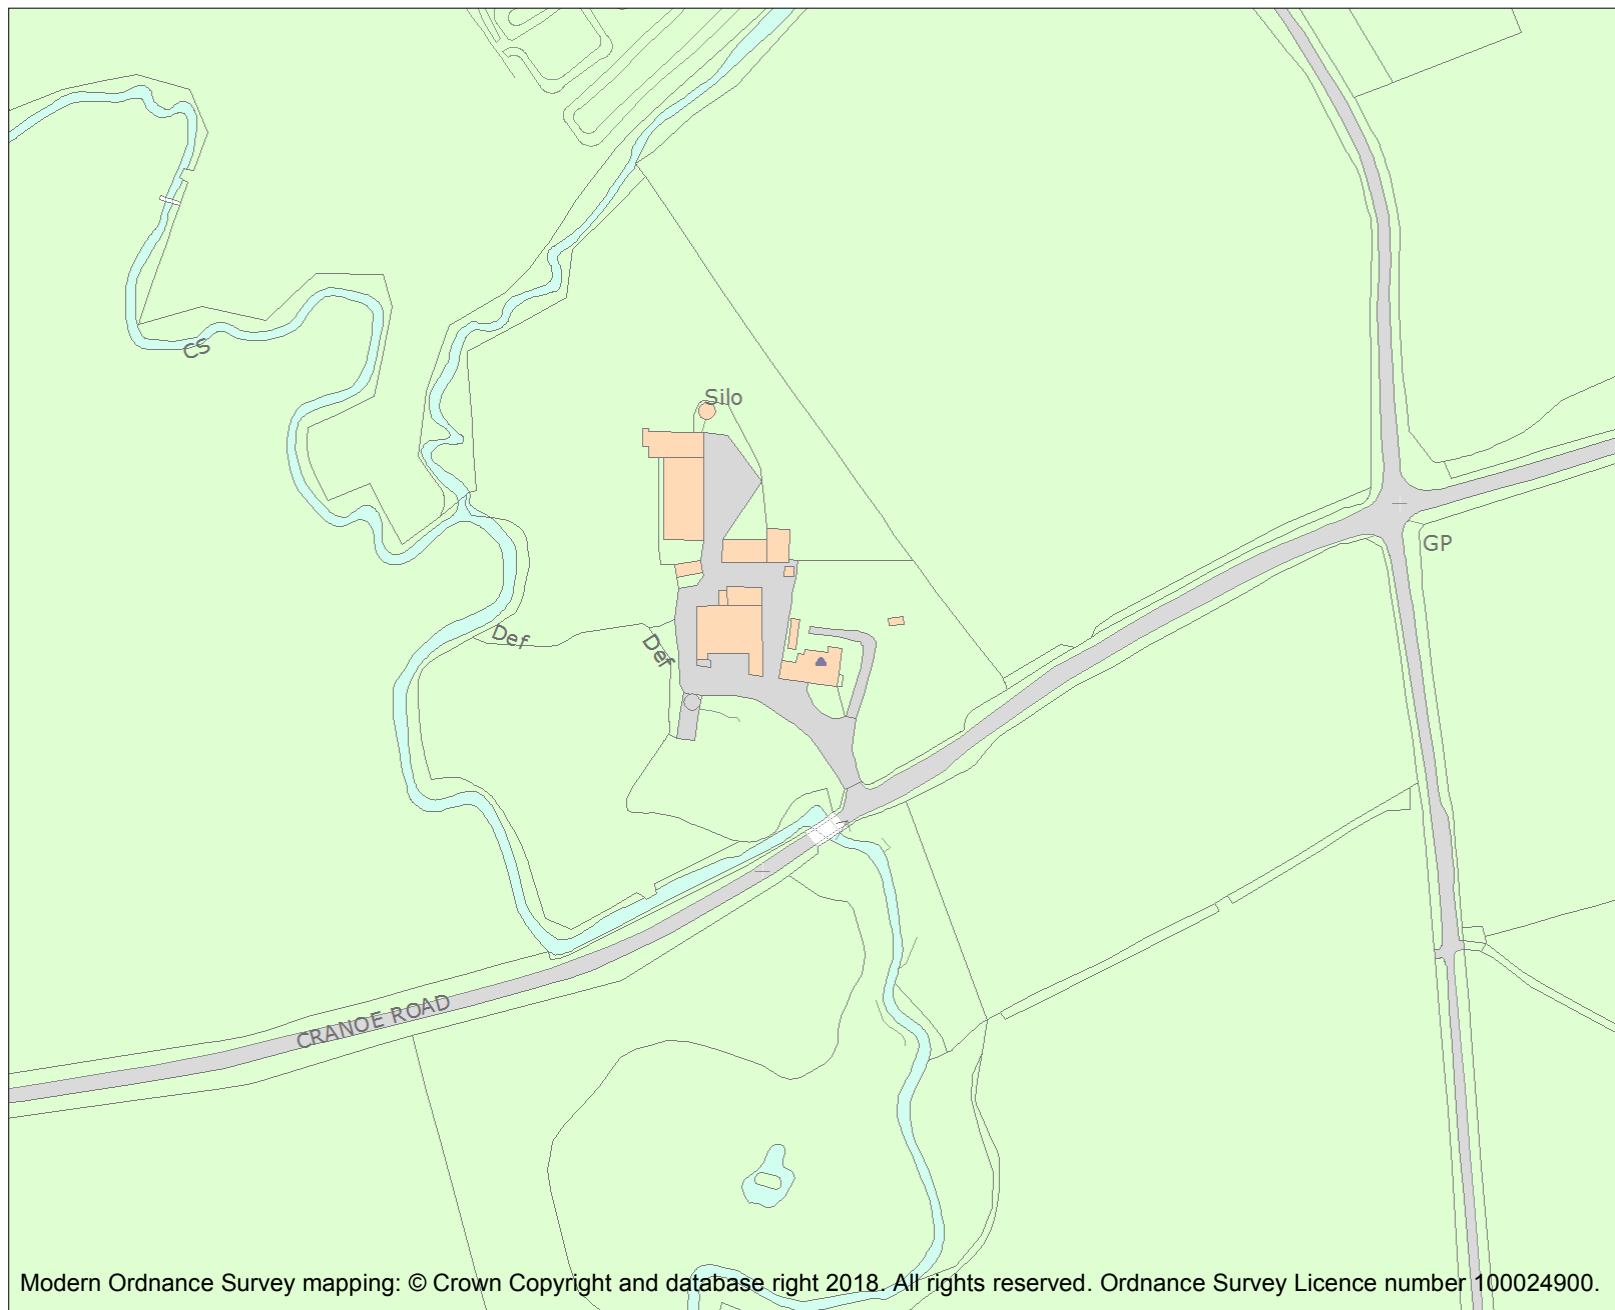 CS
Silo
GP
Def
Def
CRANOE ROAD
Modern Ordnance Survey mapping: © Crown Copyright and database right 2018. All rights reserved. Ordnance Survey Licence number 100024900.